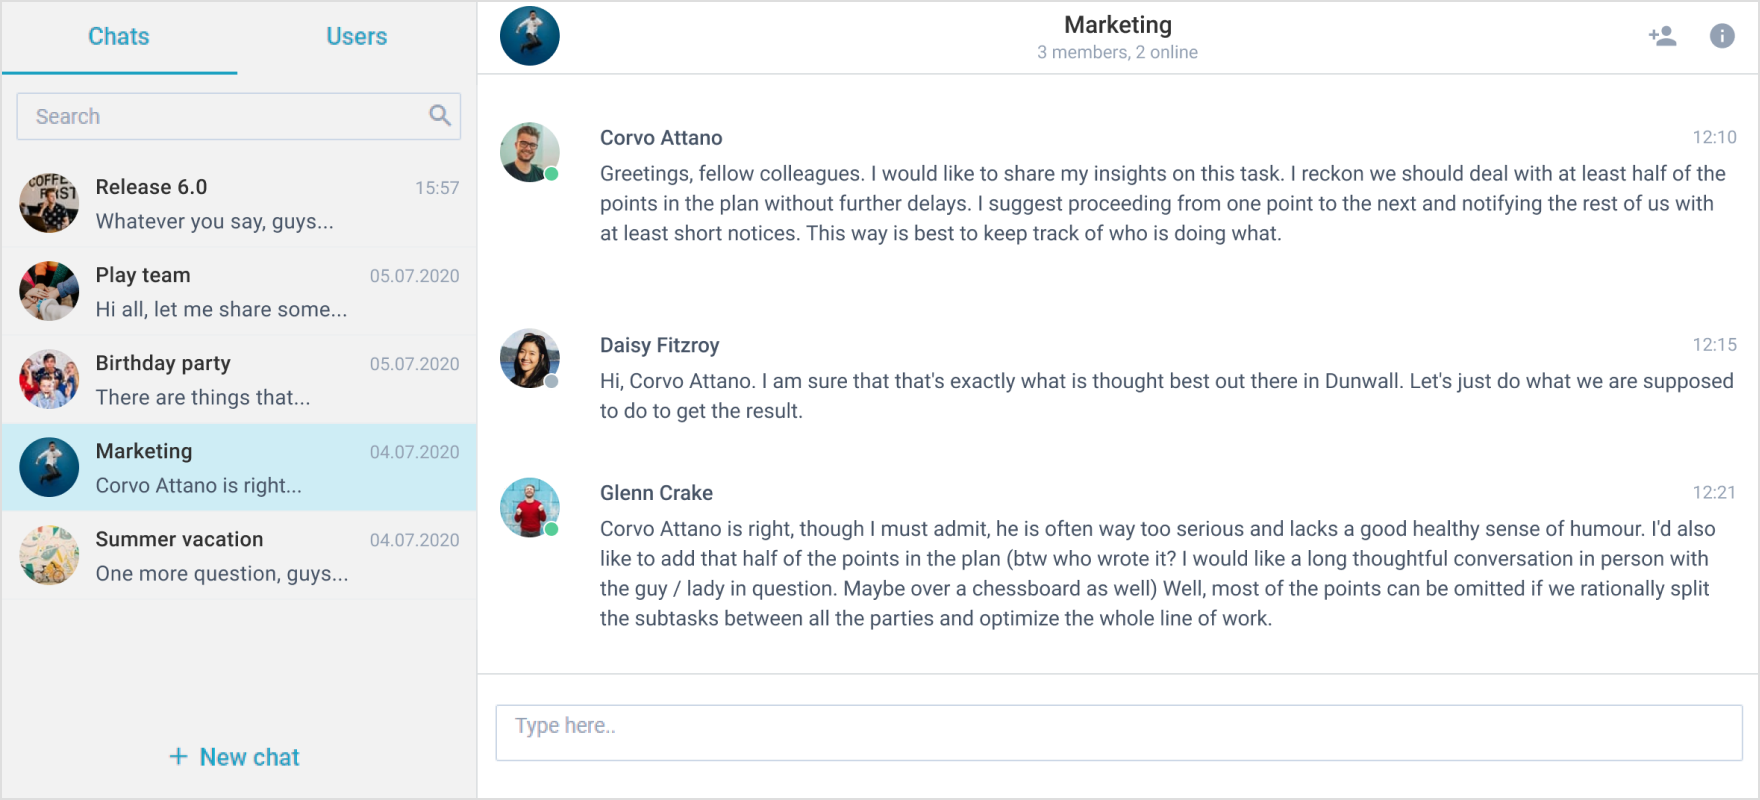 Chats
Users
Search
COFFEE
FIRST
Release 6.0
15:57
Whatever you say, guys...
Play team
05.07.2020
Hi all, let me share some...
Birthday party
05.07.2020
There are things that...
Marketing
04.07.2020
Corvo Attano is right...
Summer vacation
04.07.2020
One more question, guys...
+ New chat
Marketing
3 members, 2 online
Corvo Attano
12:10
Greetings, fellow colleagues. I would like to share my insights on this task. I reckon we should deal with at least half of the
points in the plan without further delays. I suggest proceeding from one point to the next and notifying the rest of us with
at least short notices. This way is best to keep track of who is doing what.
Daisy Fitzroy
12:15
Hi, Corvo Attano. I am sure that that's exactly what is thought best out there in Dunwall. Let's just do what we are supposed
to do to get the result.
Glenn Crake
12:21
Corvo Attano is right, though I must admit, he is often way too serious and lacks a good healthy sense of humour. I'd also
like to add that half of the points in the plan (btw who wrote it? I would like a long thoughtful conversation in person with
the guy / lady in question. Maybe over a chessboard as well) Well, most of the points can be omitted if we rationally split
the subtasks between all the parties and optimize the whole line of work.
Type here..